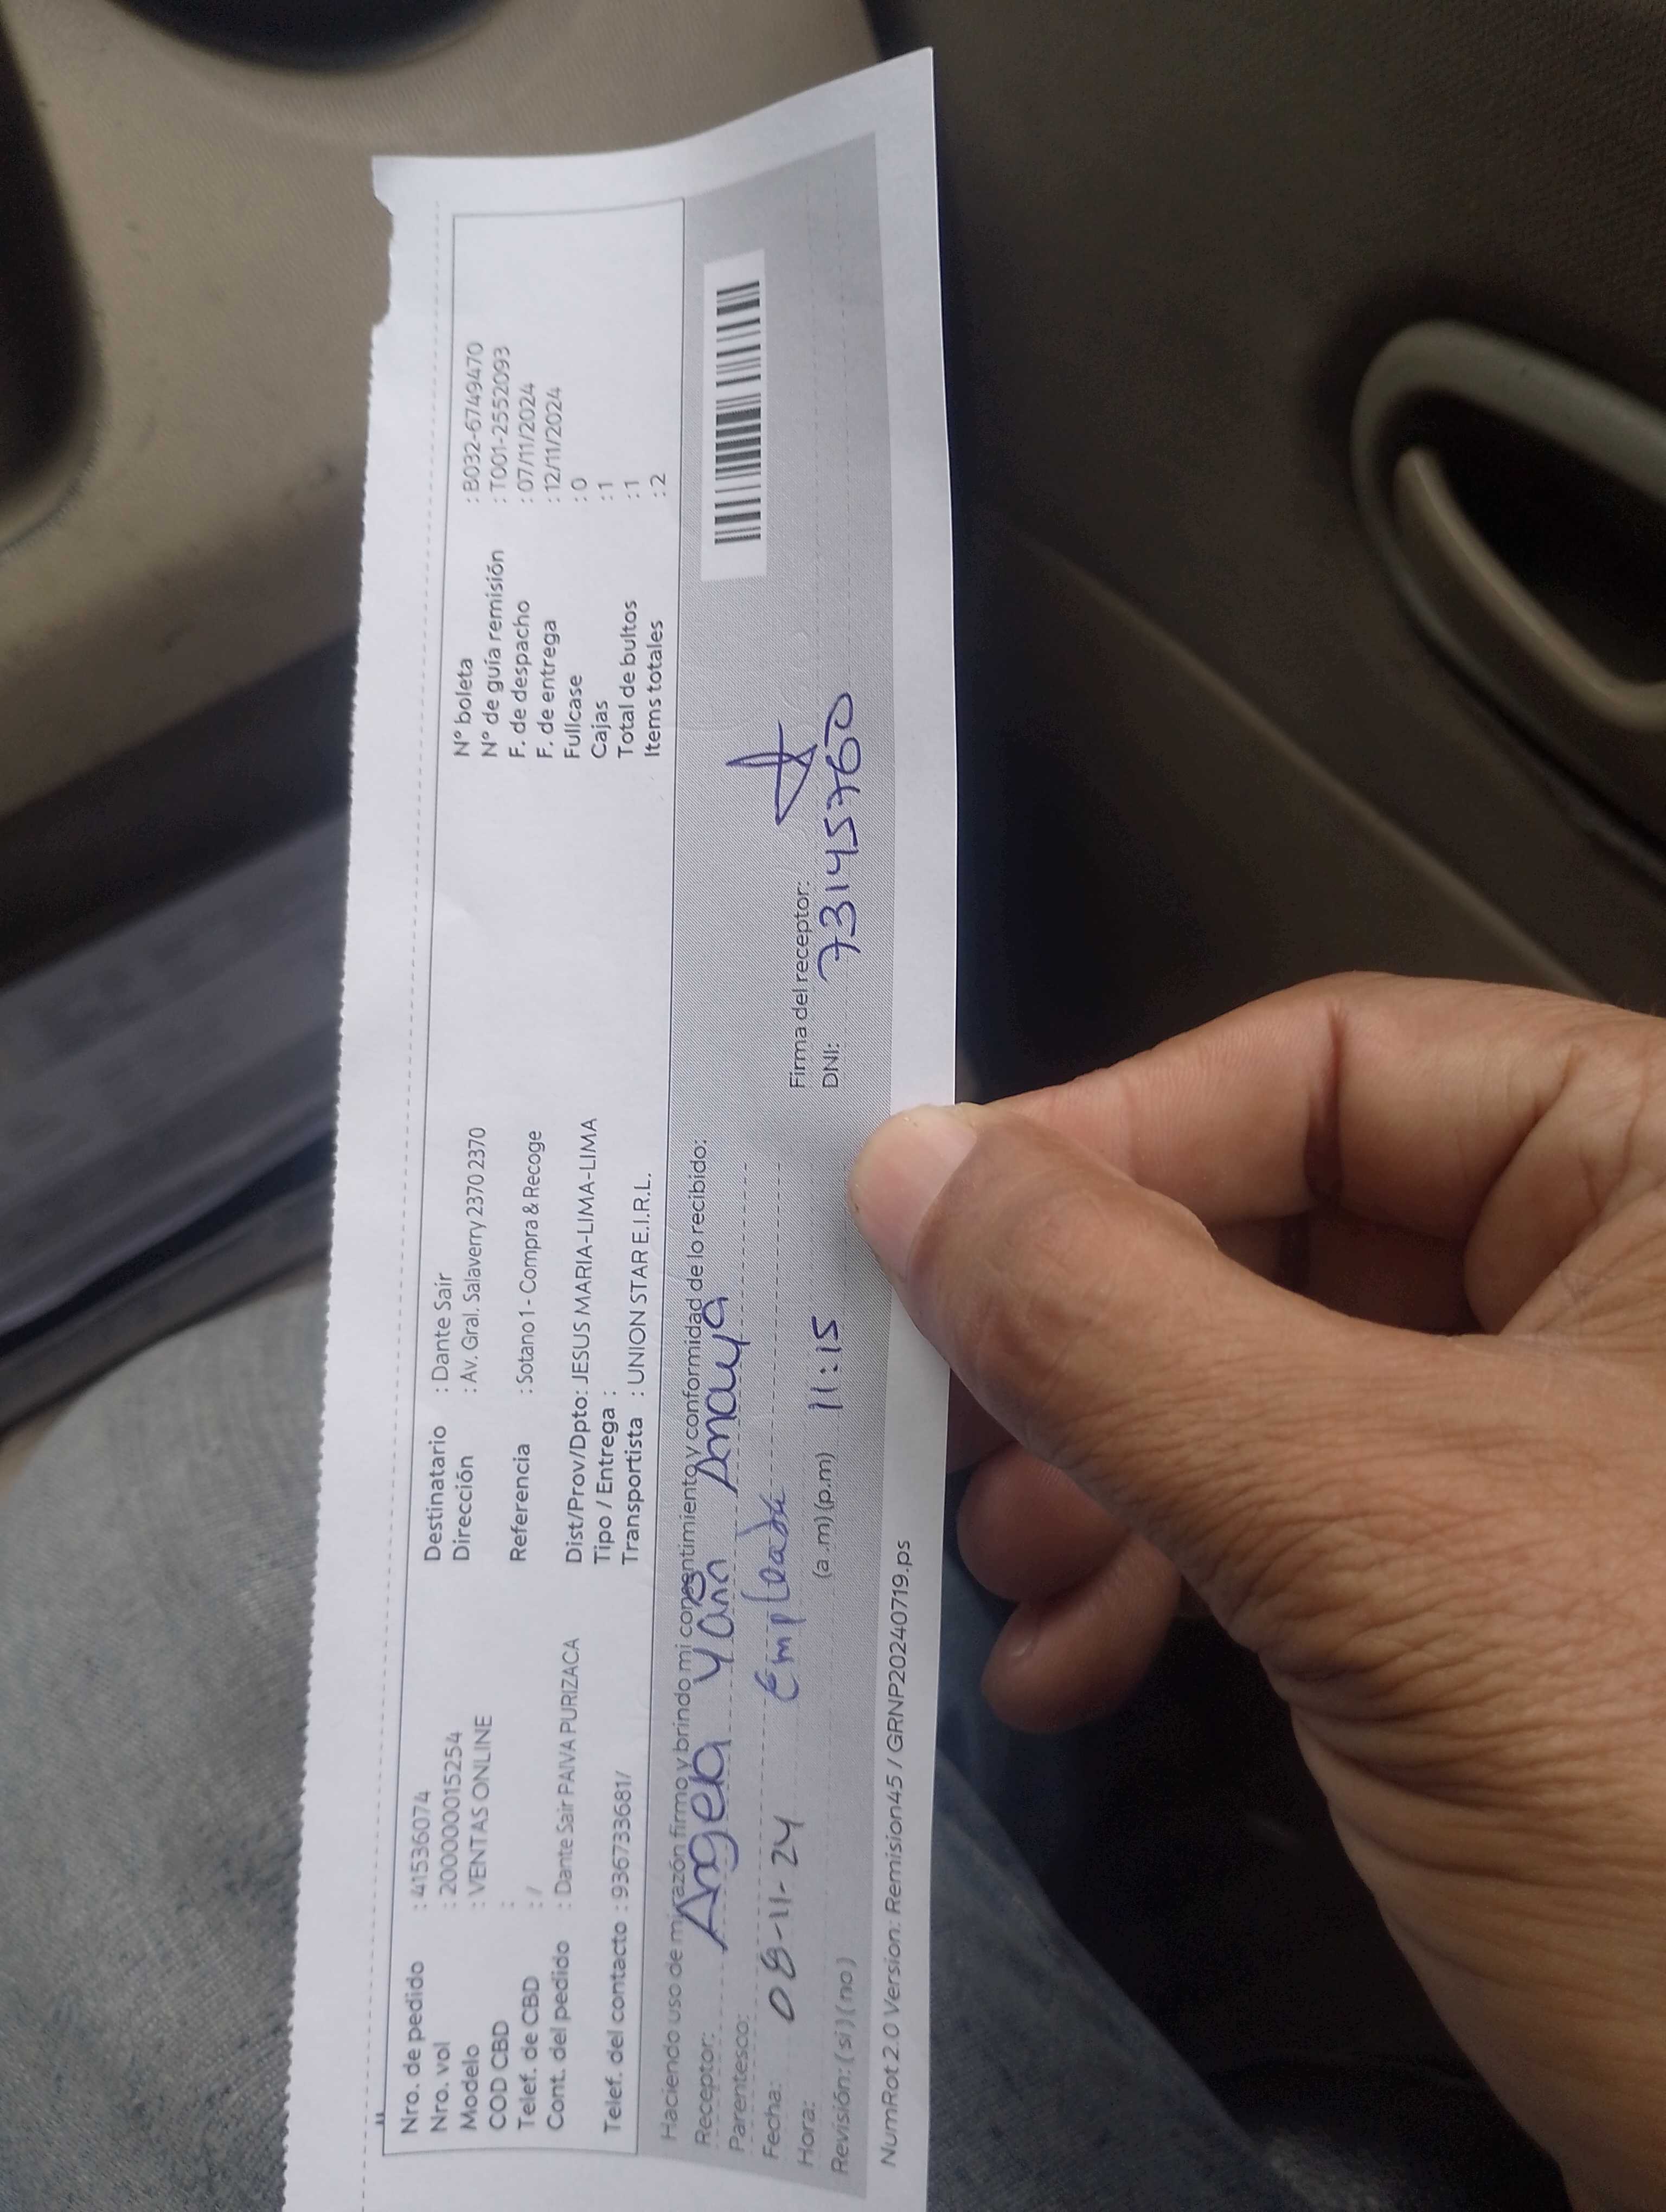 Nro. de pedido : 41536074
Nro. vol : 2000000015254
Modelo : VENTAS ONLINE
COD CBD :
Telef. de CBD : /
Cont. del pedido : Dante Sair PAIVA PURIZACA
Telef. del contacto : 936733681/
Destinatario : Dante Sair
Dirección : Av. Gral. Salaverry 2370 2370
Referencia : Sotano 1 - Compra & Recoge
Dist/Prov/Dpto: JESUS MARIA-LIMA-LIMA
Tipo / Entrega :
Transportista : UNION STAR E.I.R.L.
N° boleta : B032-6749470
N° de guía remisión : T001-2552093
F. de despacho : 07/11/2024
F. de entrega : 12/11/2024
Fullcase : 0
Cajas : 1
Total de bultos : 1
Items totales : 2
Haciendo uso de mi razón firmo y brindo mi consentimiento y conformidad de lo recibido:
Receptor: Angela Yann Amaya
Parentesco: Empleada
Fecha: 08-11-24
Hora: (a.m) (p.m) 11:15
Revisión: ( si ) ( no )
Firma del receptor:
DNI: 73145760
NumRot 2.0 Version: Remision45 / GRNP20240719.ps